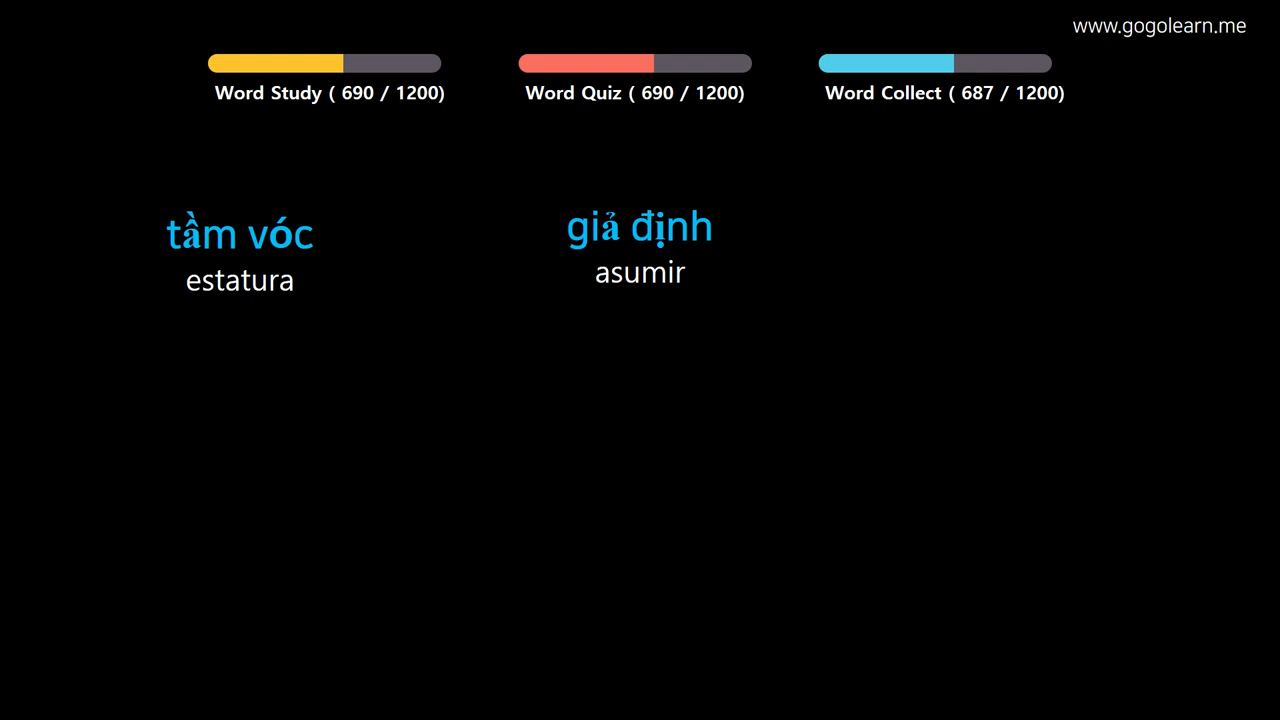 www.gogolearn.me
Word Study ( 690 / 1200)
Word Quiz ( 690 / 1200)
Word Collect ( 687 / 1200)
tầm vóc
estatura
giả định
asumir